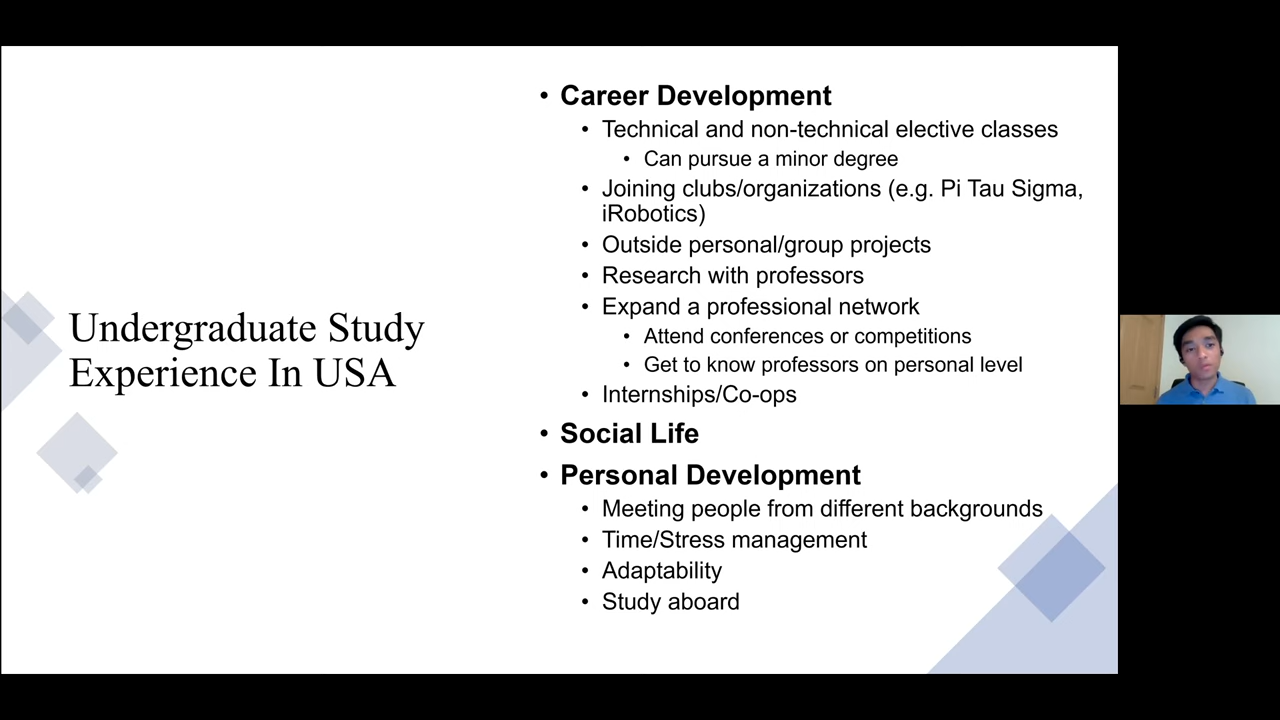 Undergraduate Study
Experience In USA
• Career Development
• Technical and non-technical elective classes
• Can pursue a minor degree
• Joining clubs/organizations (e.g. Pi Tau Sigma,
iRobotics)
• Outside personal/group projects
• Research with professors
• Expand a professional network
• Attend conferences or competitions
• Get to know professors on personal level
• Internships/Co-ops
• Social Life
• Personal Development
• Meeting people from different backgrounds
• Time/Stress management
• Adaptability
• Study aboard